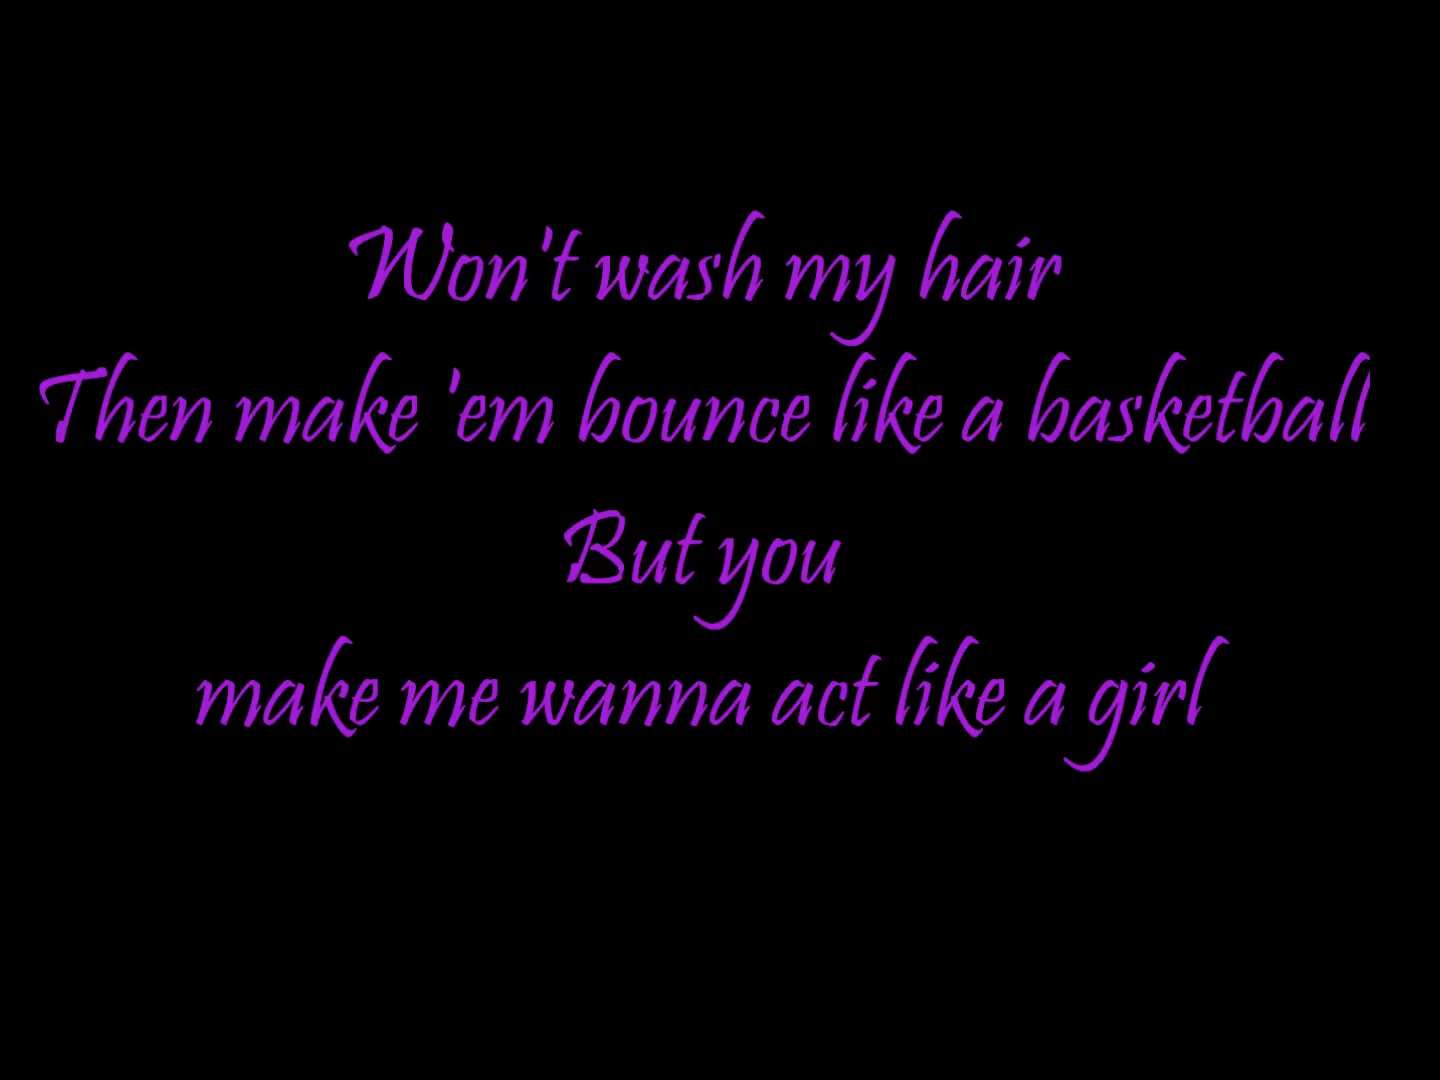 Won't wash my hair
Then make 'em bounce like a basketball
But you
make me wanna act like a girl